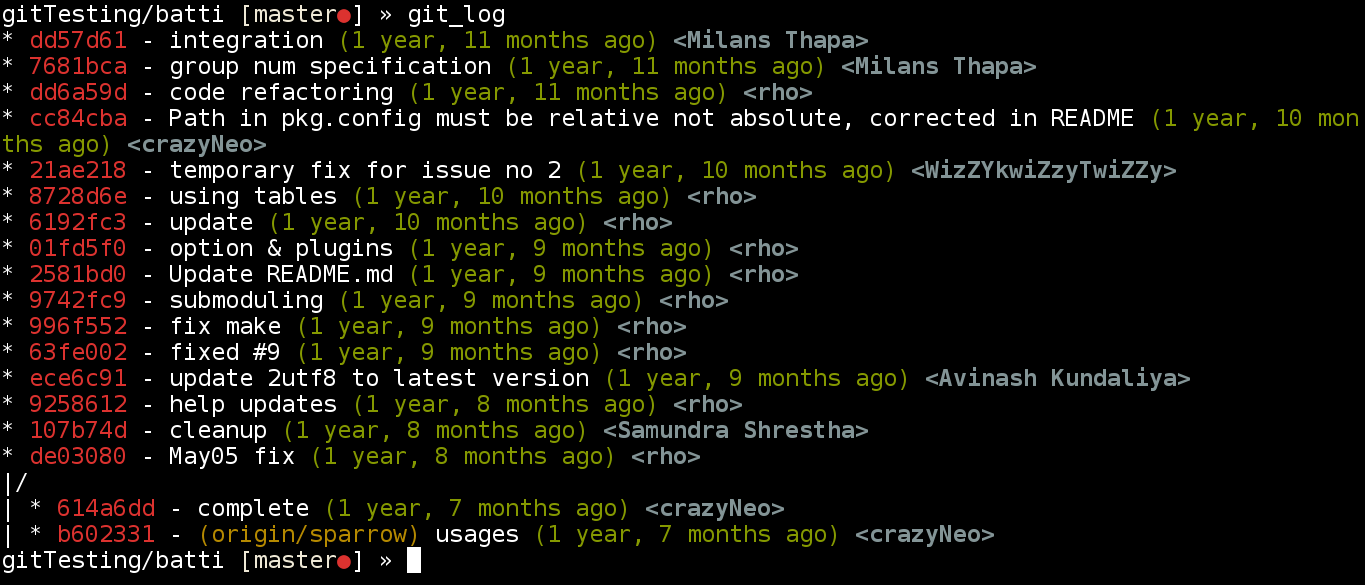 gitTesting/batti [master●] » git_log
* dd57d61 - integration (1 year, 11 months ago) <Milans Thapa>
* 7681bca - group num specification (1 year, 11 months ago) <Milans Thapa>
* dd6a59d - code refactoring (1 year, 11 months ago) <rho>
* cc84cba - Path in pkg.config must be relative not absolute, corrected in README (1 year, 10 mon
ths ago) <crazyNeo>
* 21ae218 - temporary fix for issue no 2 (1 year, 10 months ago) <WizZYkwiZzyTwiZZy>
* 8728d6e - using tables (1 year, 10 months ago) <rho>
* 6192fc3 - update (1 year, 10 months ago) <rho>
* 01fd5f0 - option & plugins (1 year, 9 months ago) <rho>
* 2581bd0 - Update README.md (1 year, 9 months ago) <rho>
* 9742fc9 - submoduling (1 year, 9 months ago) <rho>
* 996f552 - fix make (1 year, 9 months ago) <rho>
* 63fe002 - fixed #9 (1 year, 9 months ago) <rho>
* ece6c91 - update 2utf8 to latest version (1 year, 9 months ago) <Avinash Kundaliya>
* 9258612 - help updates (1 year, 8 months ago) <rho>
* 107b74d - cleanup (1 year, 8 months ago) <Samundra Shrestha>
* de03080 - May05 fix (1 year, 8 months ago) <rho>
|/
| * 614a6dd - complete (1 year, 7 months ago) <crazyNeo>
| * b602331 - (origin/sparrow) usages (1 year, 7 months ago) <crazyNeo>
gitTesting/batti [master●] »